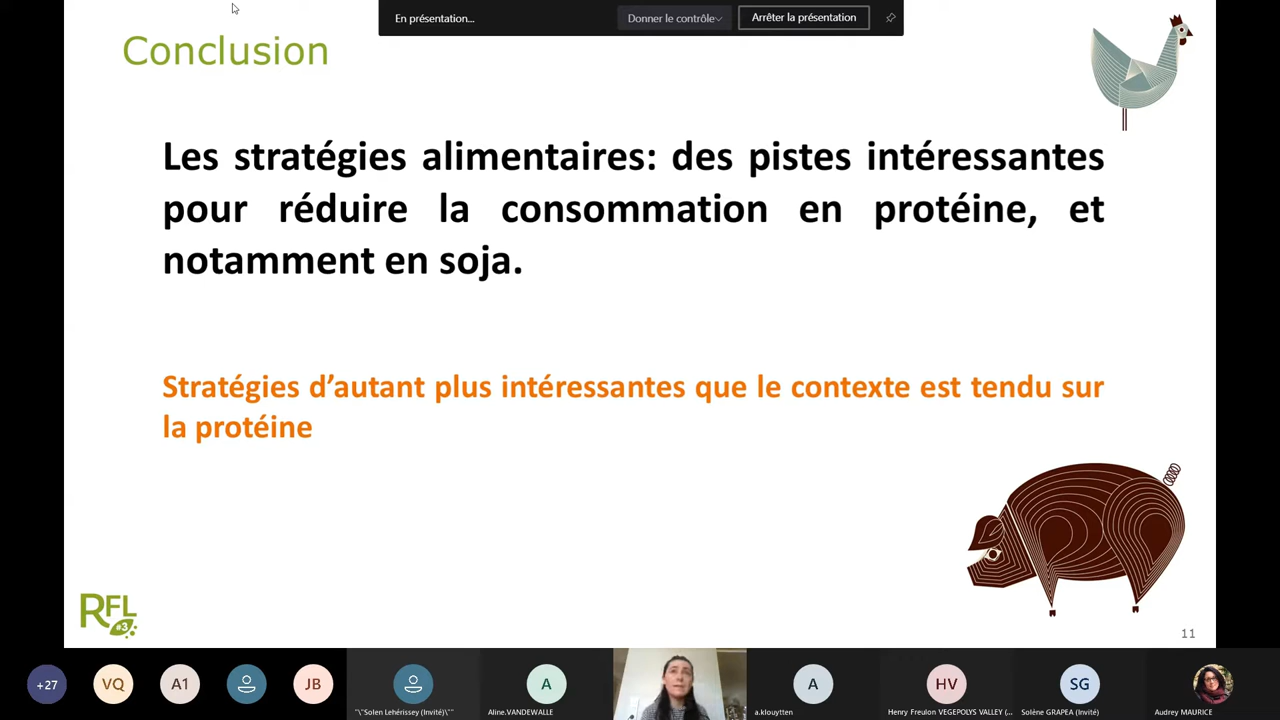 En présentation...
Donner le contrôle
Arrêter la présentation
Conclusion
Les stratégies alimentaires: des pistes intéressantes
pour réduire la consommation en protéine, et
notamment en soja.
Stratégies d’autant plus intéressantes que le contexte est tendu sur
la protéine
RFL
#3
11
+27
VQ
A1
JB
A
A
HV
SG
"\"Solen Lehérissey (Invité)\""
Aline.VANDEWALLE
a.klouytten
Henry Freulon VEGEPOLYS VALLEY (...
Solène GRAPEA (Invité)
Audrey MAURICE